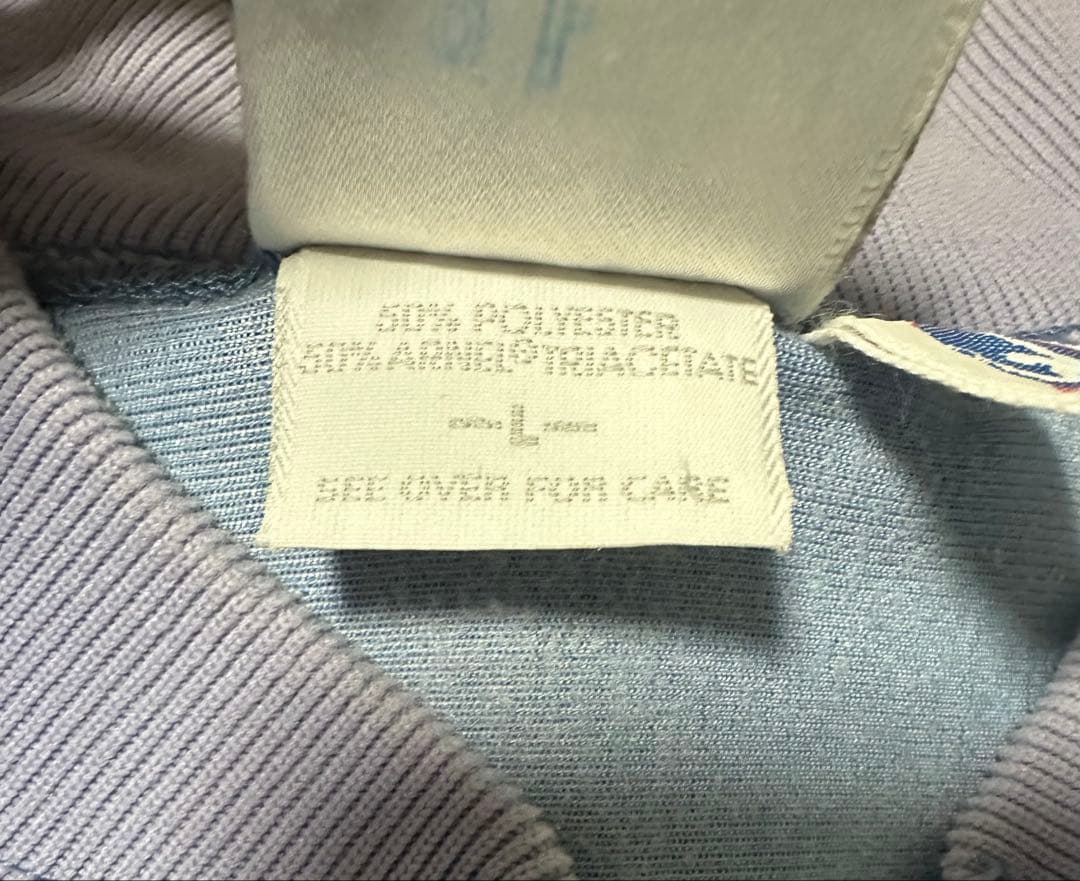 50% POLYESTER
50% ARNEL® TRIACETATE
- L -
SEE OVER FOR CARE